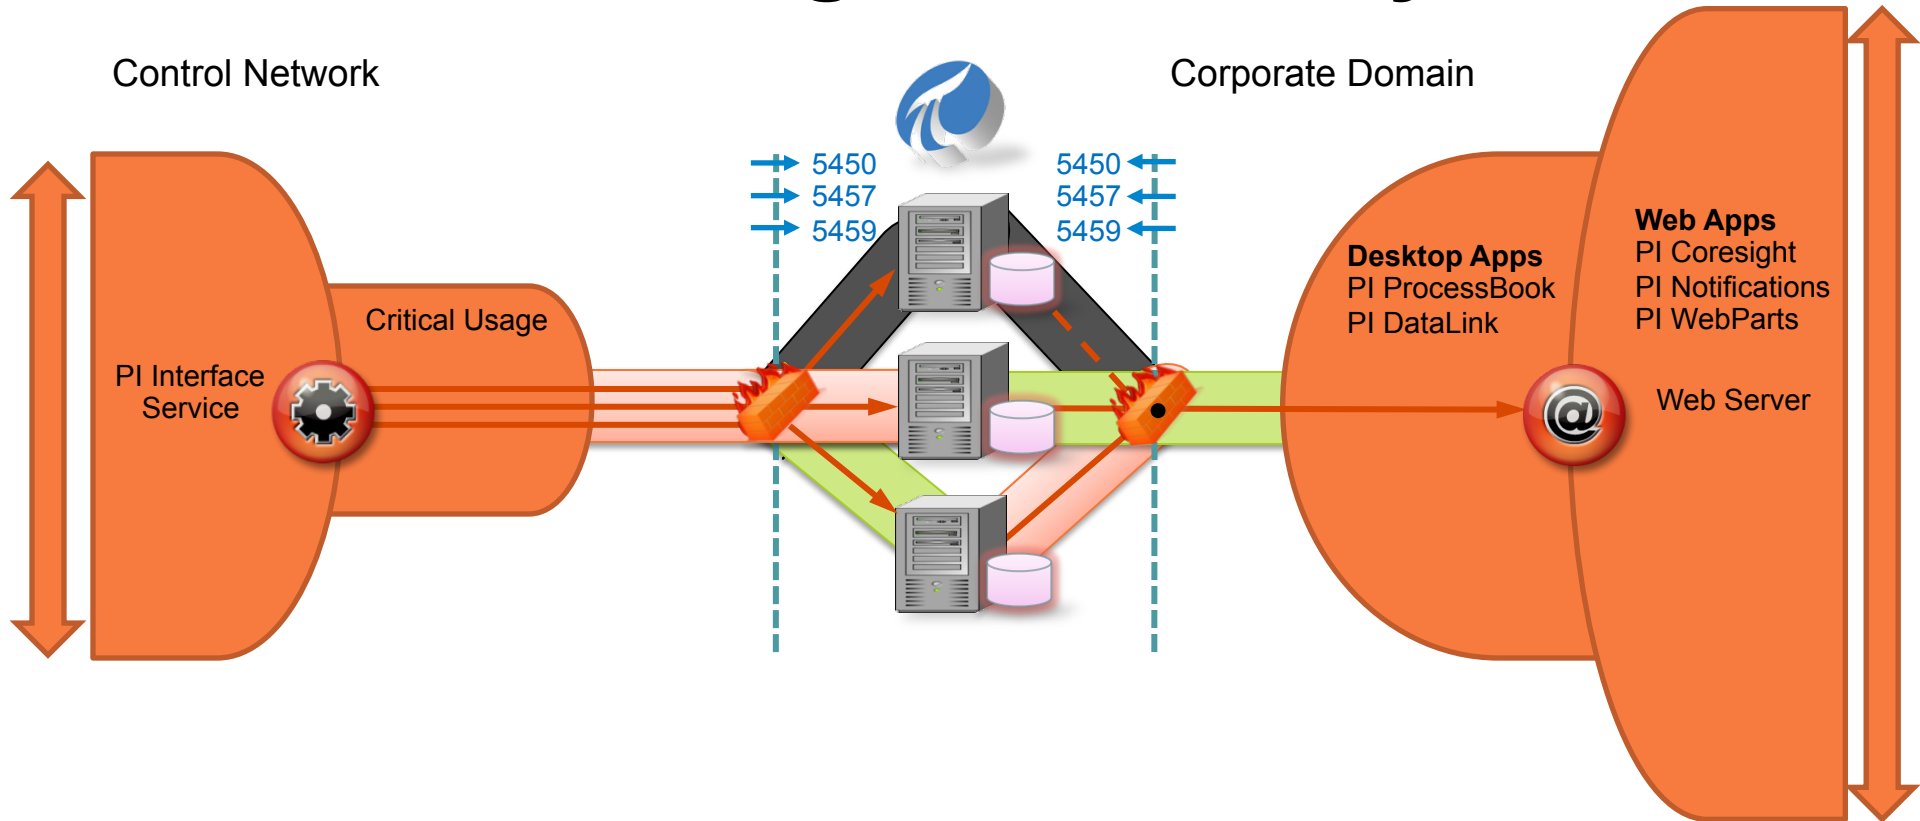 Control Network
Corporate Domain
5450
5457
5459
5450
5457
5459
Critical Usage
PI Interface
Service
Desktop Apps
PI ProcessBook
PI DataLink
Web Apps
PI Coresight
PI Notifications
PI WebParts
Web Server
@